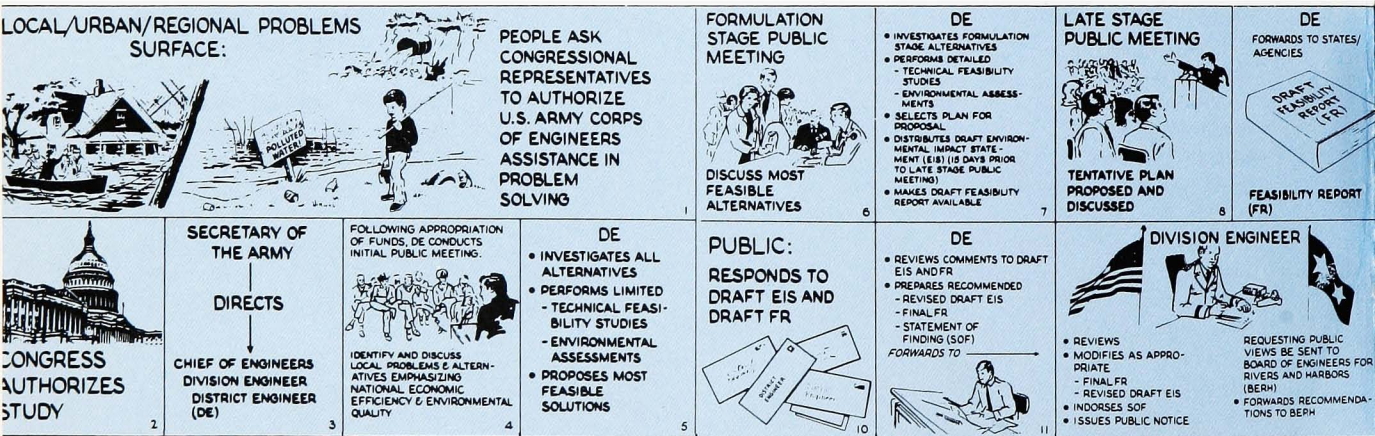 LOCAL/URBAN/REGIONAL PROBLEMS
SURFACE:
POLLUTED
WATER!
PEOPLE ASK
CONGRESSIONAL
REPRESENTATIVES
TO AUTHORIZE
U.S. ARMY CORPS
OF ENGINEERS
ASSISTANCE IN
PROBLEM
SOLVING
1
CONGRESS
AUTHORIZES
STUDY
2
SECRETARY OF
THE ARMY
DIRECTS
CHIEF OF ENGINEERS
DIVISION ENGINEER
DISTRICT ENGINEER
(DE)
3
FOLLOWING APPROPRIATION
OF FUNDS, DE CONDUCTS
INITIAL PUBLIC MEETING.
IDENTIFY AND DISCUSS
LOCAL PROBLEMS & ALTERN-
ATIVES EMPHASIZING
NATIONAL ECONOMIC
EFFICIENCY & ENVIRONMENTAL
QUALITY
4
DE
• INVESTIGATES ALL
ALTERNATIVES
• PERFORMS LIMITED
- TECHNICAL FEASI-
BILITY STUDIES
- ENVIRONMENTAL
ASSESSMENTS
• PROPOSES MOST
FEASIBLE
SOLUTIONS
5
FORMULATION
STAGE PUBLIC
MEETING
DISCUSS MOST
FEASIBLE
ALTERNATIVES
6
DE
• INVESTIGATES FORMULATION
STAGE ALTERNATIVES
• PERFORMS DETAILED
- TECHNICAL FEASIBILITY
STUDIES
- ENVIRONMENTAL ASSESS-
MENTS
• SELECTS PLAN FOR
PROPOSAL
• DISTRIBUTES DRAFT ENVIRON-
MENTAL IMPACT STATE-
MENT (EIS) (15 DAYS PRIOR
TO LATE STAGE PUBLIC
MEETING)
• MAKES DRAFT FEASIBILITY
REPORT AVAILABLE
7
LATE STAGE
PUBLIC MEETING
TENTATIVE PLAN
PROPOSED AND
DISCUSSED
8
DE
FORWARDS TO STATES/
AGENCIES
DRAFT
FEASIBILITY
REPORT
(FR)
FEASIBILITY REPORT
(FR)
PUBLIC:
RESPONDS TO
DRAFT EIS AND
DRAFT FR
DISTRICT
ENGINEER
Engineer
10
DE
• REVIEWS COMMENTS TO DRAFT
EIS AND FR
• PREPARES RECOMMENDED
- REVISED DRAFT EIS
- FINAL FR
- STATEMENT OF
FINDING (SOF)
FORWARDS TO
11
DIVISION ENGINEER
• REVIEWS
• MODIFIES AS APPRO-
PRIATE
- FINAL FR
- REVISED DRAFT EIS
• INDORSES SOF
• ISSUES PUBLIC NOTICE
REQUESTING PUBLIC
VIEWS BE SENT TO
BOARD OF ENGINEERS FOR
RIVERS AND HARBORS
(BERH)
• FORWARDS RECOMMENDA-
TIONS TO BERH